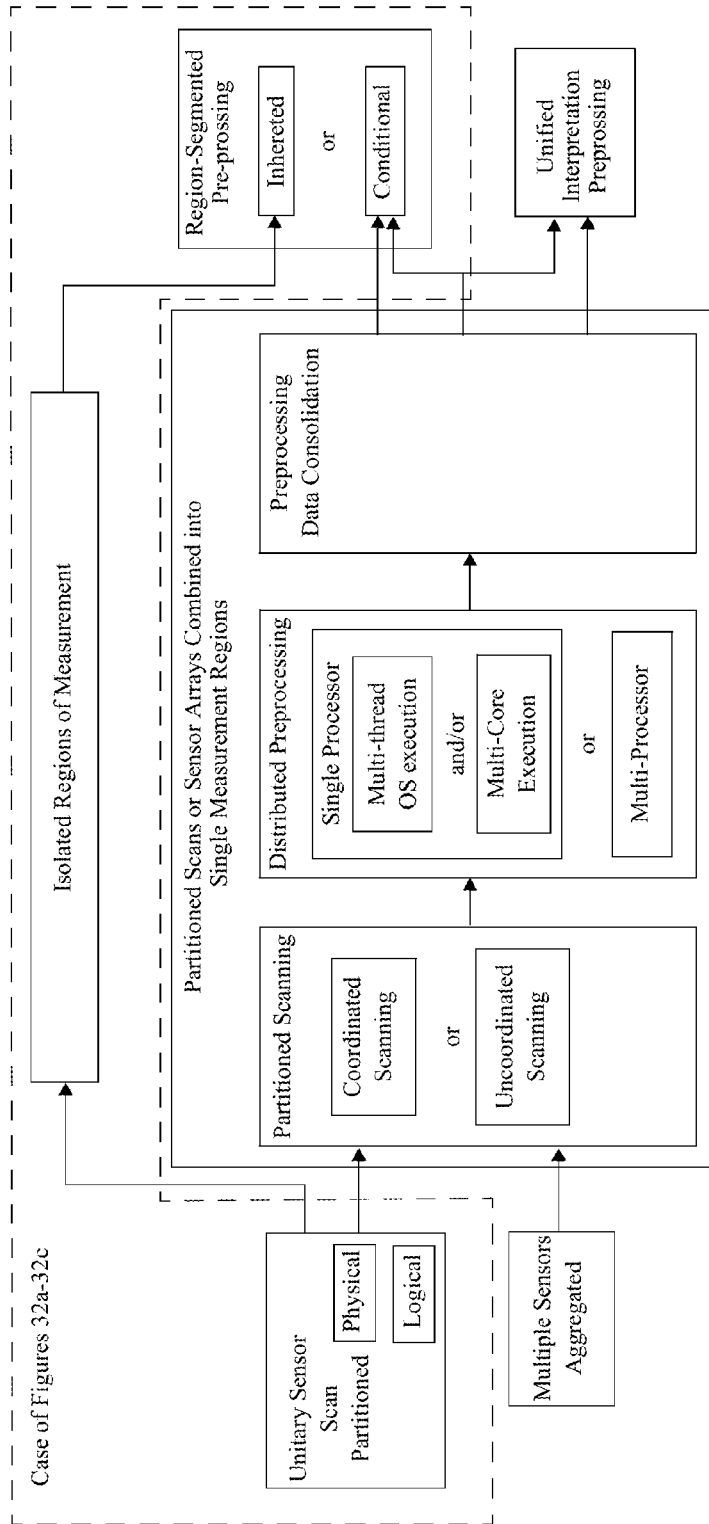 Case of Figures 32a-32c
Unitary Sensor
Scan
Partitioned
Physical
Logical
Multiple Sensors
Aggregated
Isolated Regions of Measurement
Partitioned Scans or Sensor Arrays Combined into
Single Measurement Regions
Partitioned Scanning
Coordinated
Scanning
or
Uncoordinated
Scanning
Distributed Preprocessing
Single Processor
Multi-thread
OS execution
and/or
Multi-Core
Execution
or
Multi-Processor
Preprocessing
Data Consolidation
Region-Segmented
Pre-prossing
Inhereted
or
Conditional
Unified
Interpretation
Preprossing